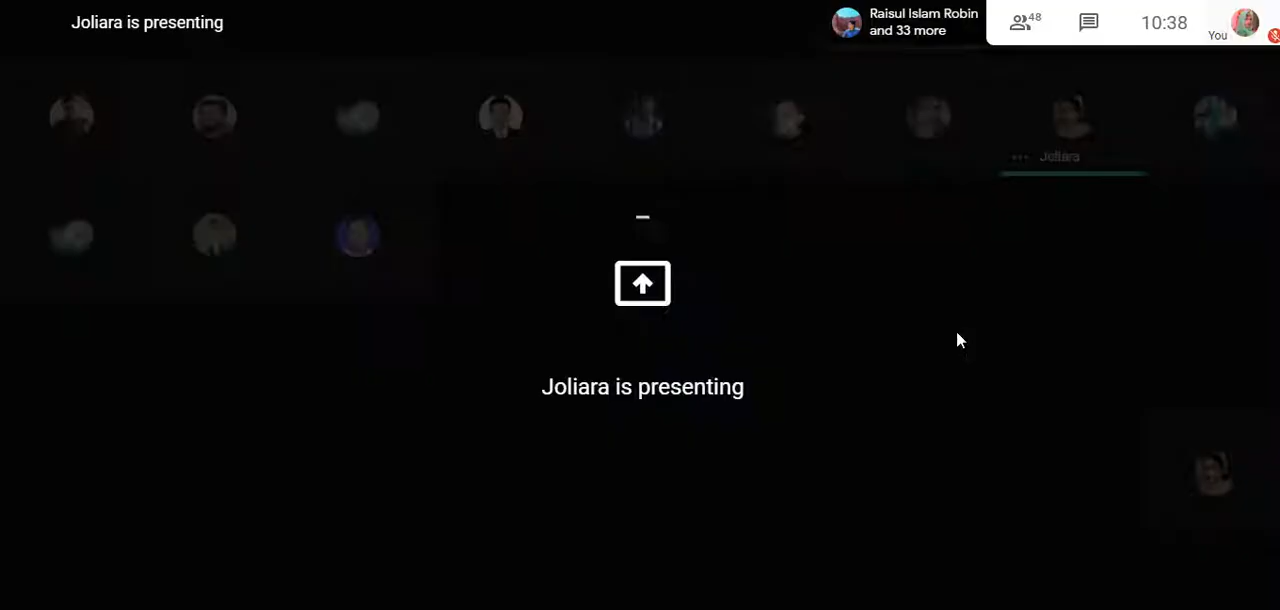 Joliara is presenting
Raisul Islam Robin
and 33 more
48
10:38
You
Joliara
Joliara is presenting